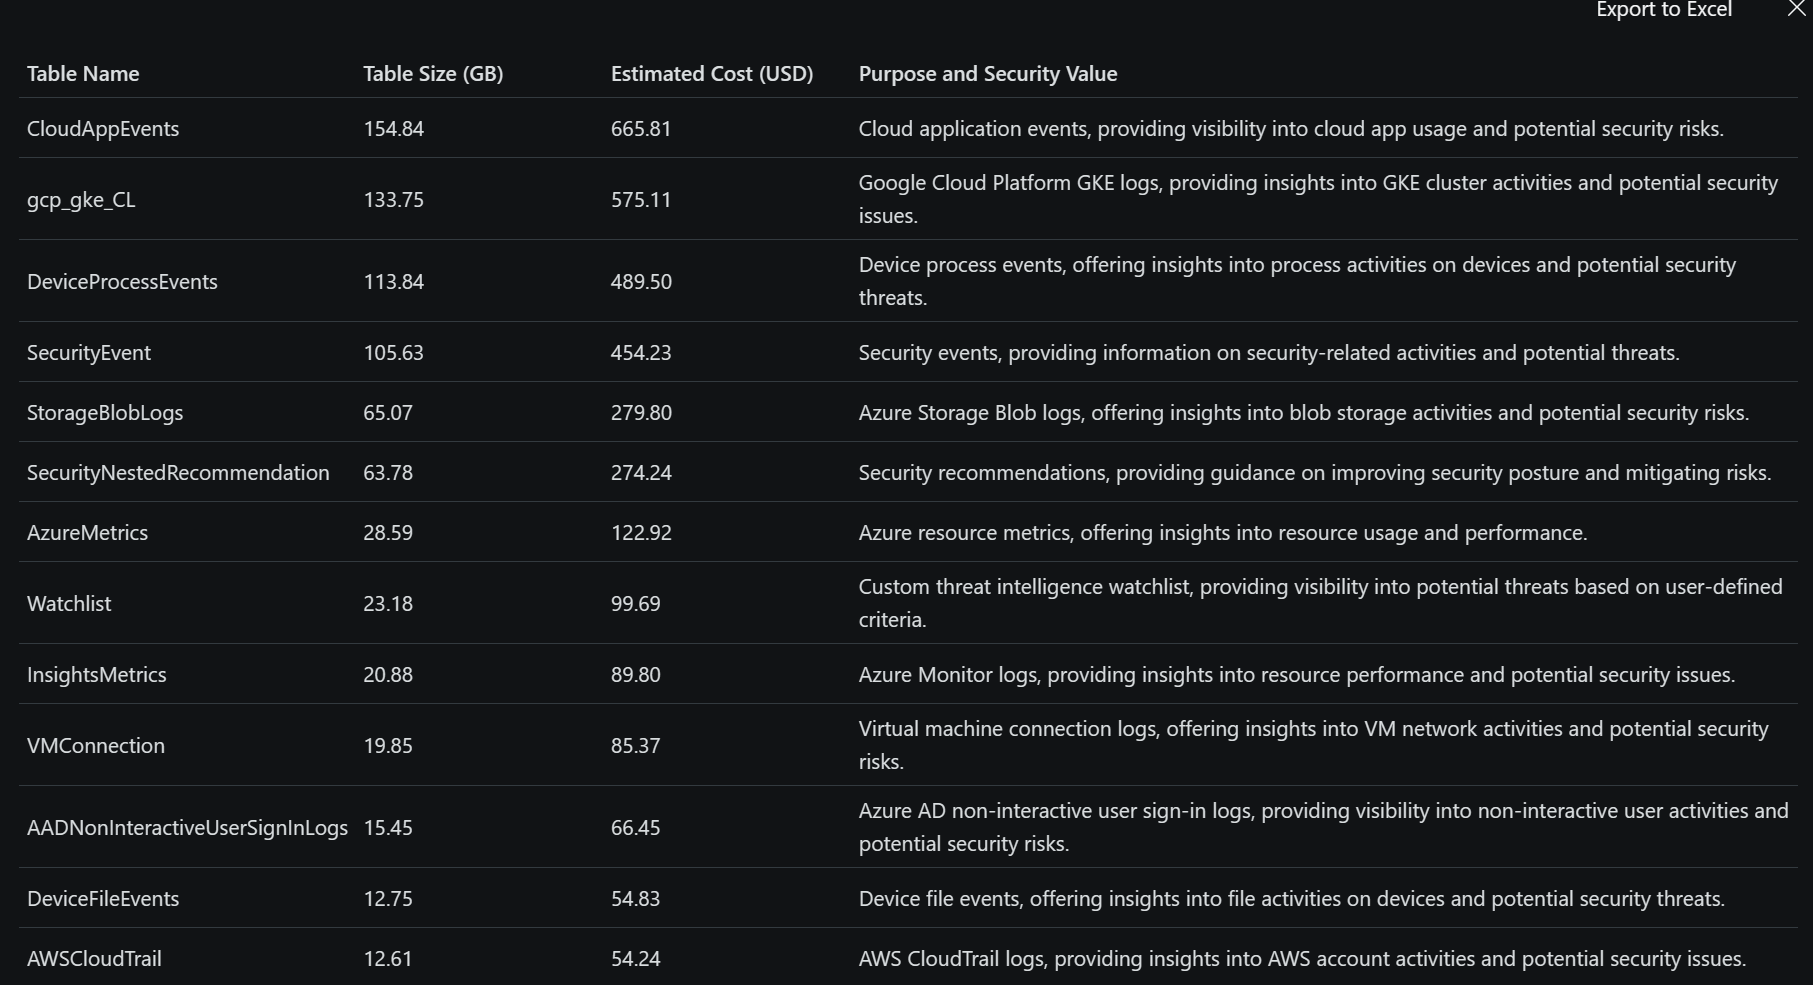 Export to Excel
Table Name Table Size (GB) Estimated Cost (USD) Purpose and Security Value
CloudAppEvents 154.84 665.81 Cloud application events, providing visibility into cloud app usage and potential security risks.
gcp_gke_CL 133.75 575.11 Google Cloud Platform GKE logs, providing insights into GKE cluster activities and potential security
issues.
DeviceProcessEvents 113.84 489.50 Device process events, offering insights into process activities on devices and potential security
threats.
SecurityEvent 105.63 454.23 Security events, providing information on security-related activities and potential threats.
StorageBlobLogs 65.07 279.80 Azure Storage Blob logs, offering insights into blob storage activities and potential security risks.
SecurityNestedRecommendation 63.78 274.24 Security recommendations, providing guidance on improving security posture and mitigating risks.
AzureMetrics 28.59 122.92 Azure resource metrics, offering insights into resource usage and performance.
Watchlist 23.18 99.69 Custom threat intelligence watchlist, providing visibility into potential threats based on user-defined
criteria.
InsightsMetrics 20.88 89.80 Azure Monitor logs, providing insights into resource performance and potential security issues.
VMConnection 19.85 85.37 Virtual machine connection logs, offering insights into VM network activities and potential security
risks.
AADNonInteractiveUserSignInLogs 15.45 66.45 Azure AD non-interactive user sign-in logs, providing visibility into non-interactive user activities and
potential security risks.
DeviceFileEvents 12.75 54.83 Device file events, offering insights into file activities on devices and potential security threats.
AWSCloudTrail 12.61 54.24 AWS CloudTrail logs, providing insights into AWS account activities and potential security issues.